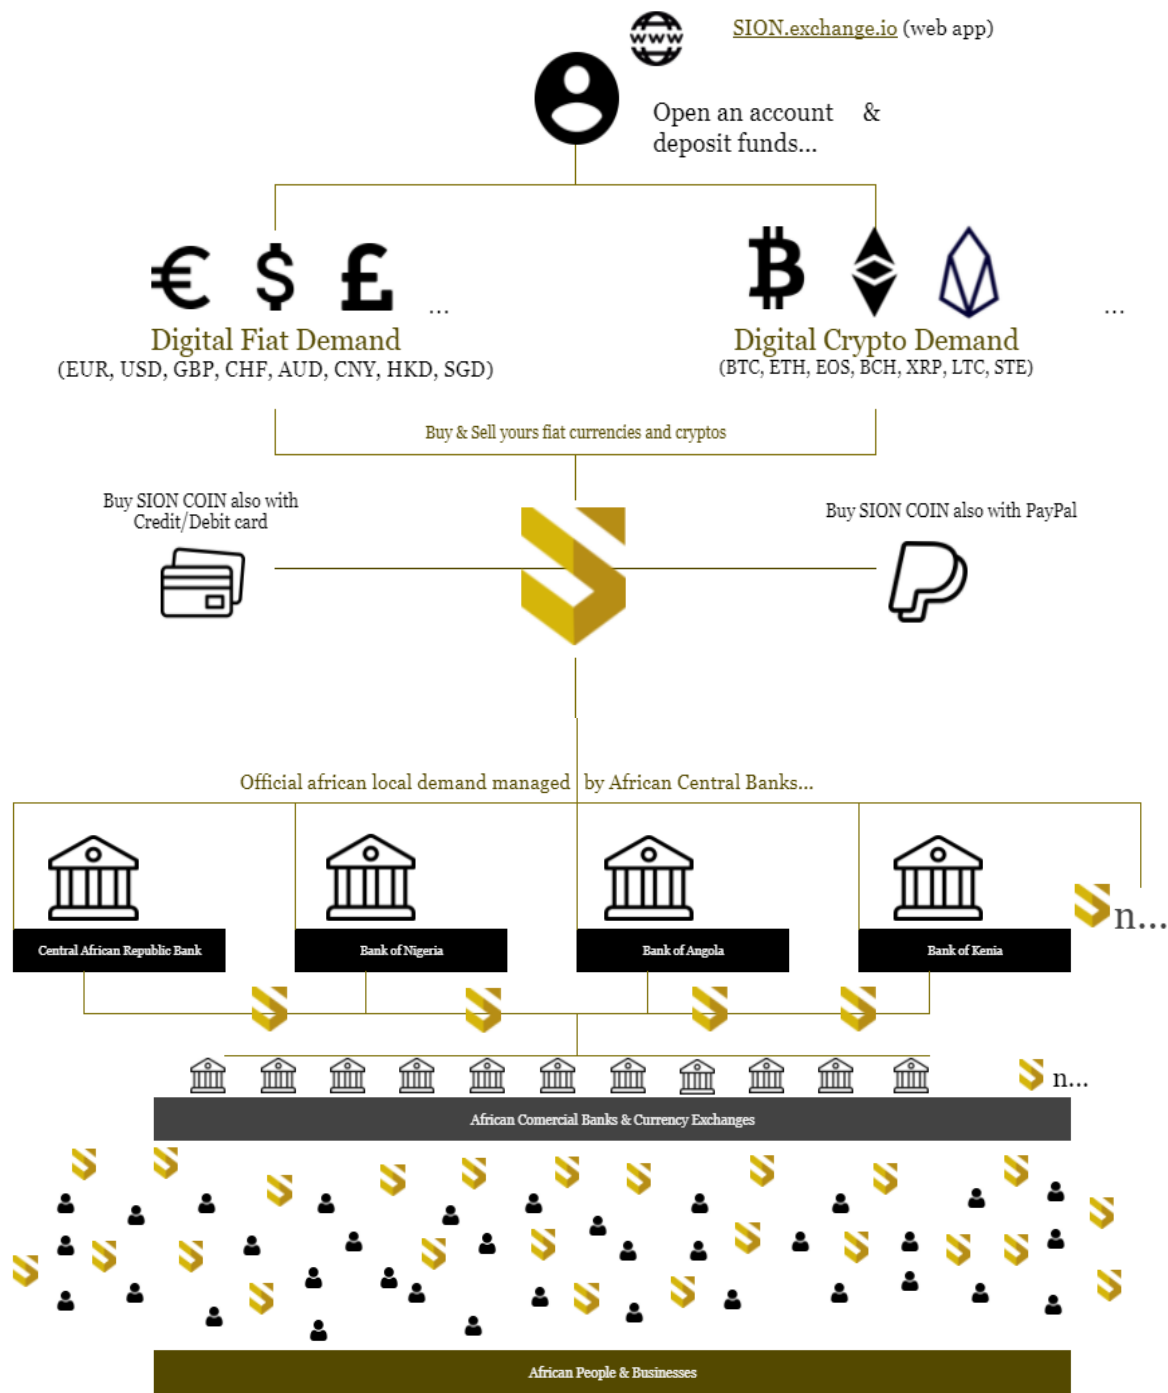 SION.exchange.io (web app)
Open an account &
deposit funds...
...
...
Digital Fiat Demand
(EUR, USD, GBP, CHF, AUD, CNY, HKD, SGD)
Digital Crypto Demand
(BTC, ETH, EOS, BCH, XRP, LTC, STE)
Buy & Sell yours fiat currencies and cryptos
Buy SION COIN also with
Credit/Debit card
Buy SION COIN also with PayPal
Official african local demand managed by African Central Banks...
n...
Central African Republic Bank
Bank of Nigeria
Bank of Angola
Bank of Kenia
n...
African Comercial Banks & Currency Exchanges
African People & Businesses